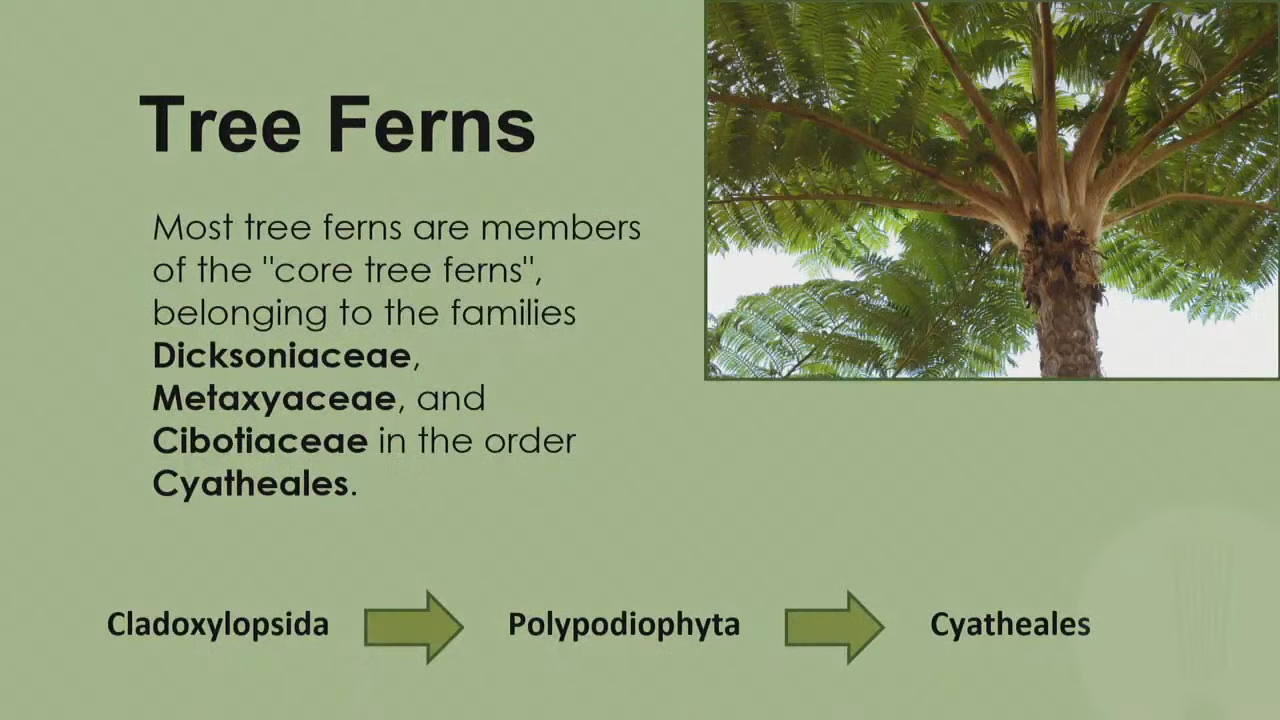 Tree Ferns
Most tree ferns are members
of the "core tree ferns",
belonging to the families
Dicksoniaceae,
Metaxyaceae, and
Cibotiaceae in the order
Cyatheales.
Cladoxylopsida
Polypodiophyta
Cyatheales